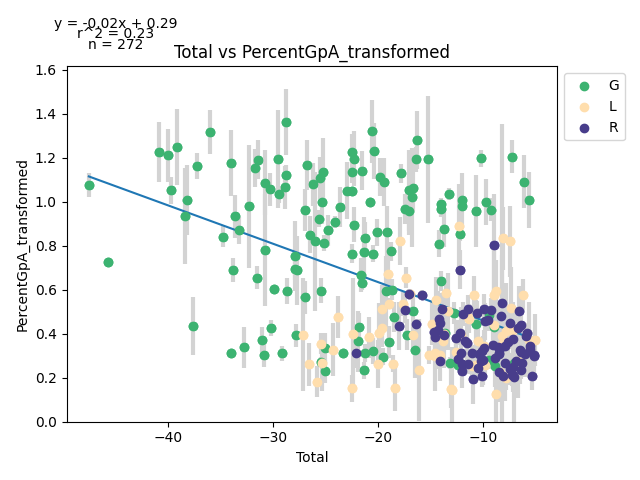 y = -0.02x + 0.29
r^2 = 0.23
n = 272
Total vs PercentGpA_transformed
1.6
1.4
1.2
1.0
0.8
0.6
0.4
0.2
0.0
PercentGpA_transformed
−40
−30
−20
−10
Total
G
L
R